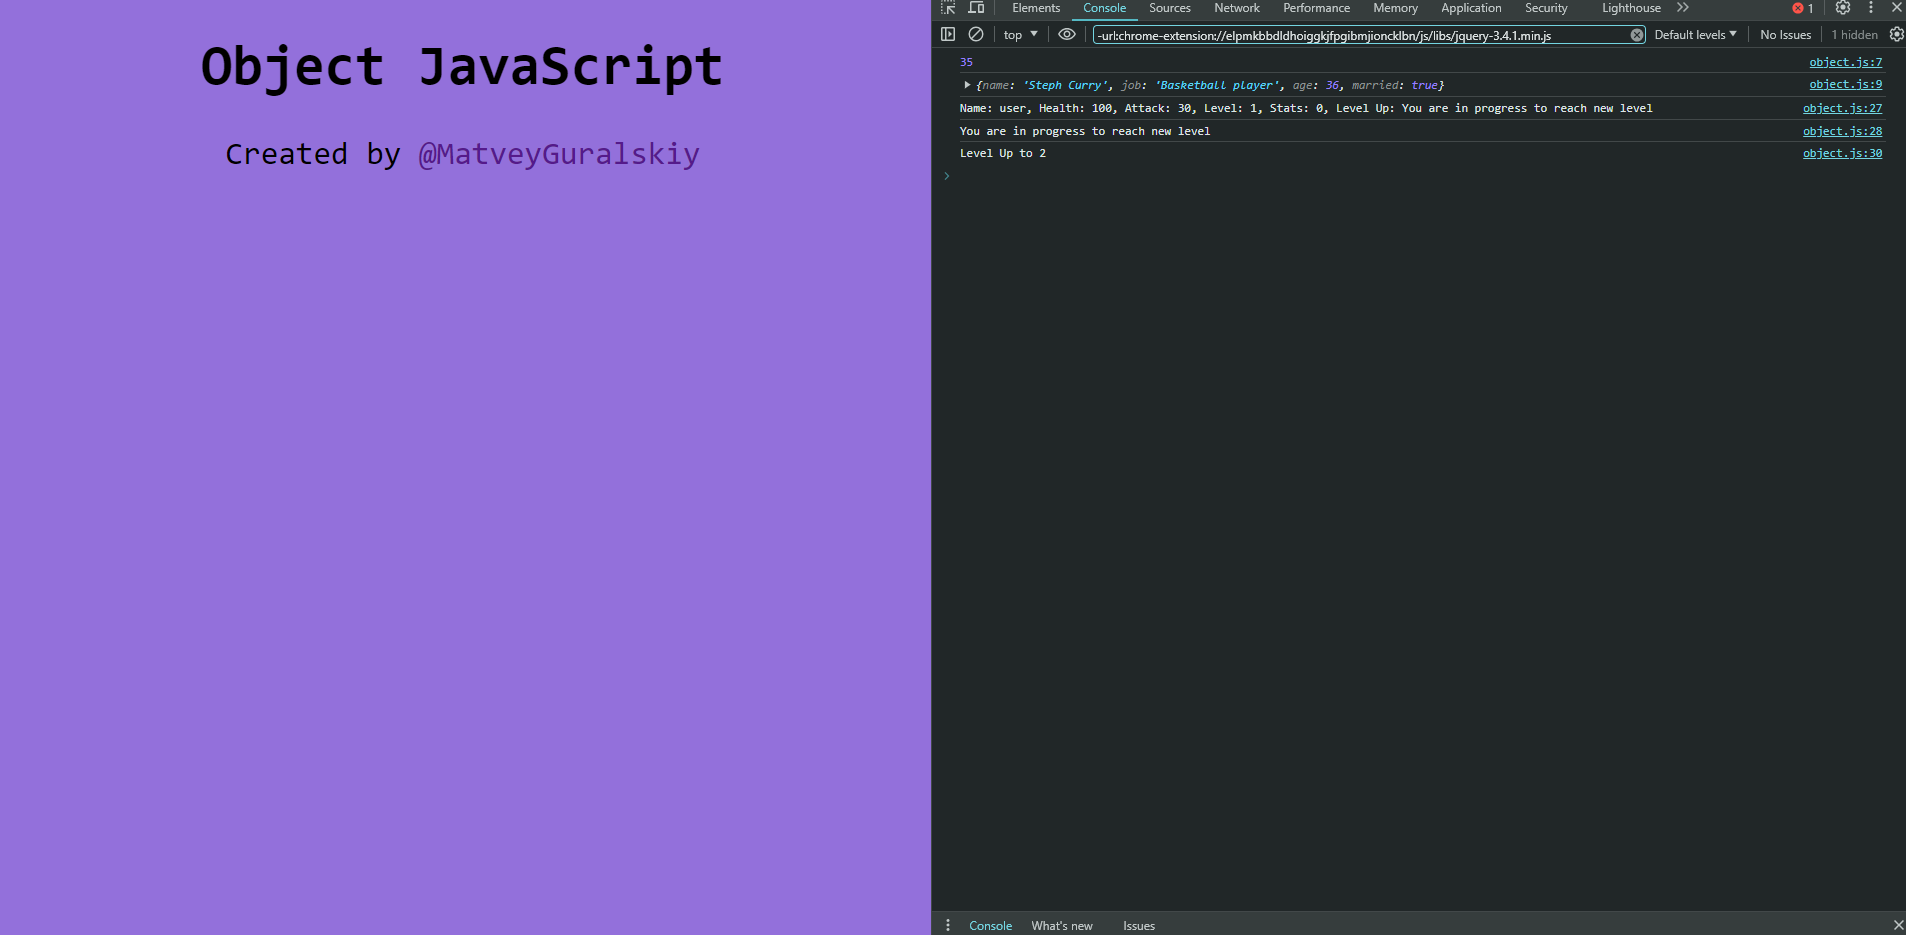 Object JavaScript
Created by @MatveyGuralskiy
Elements Console Sources Network Performance Memory Application Security Lighthouse 1
top -url:chrome-extension://elpmkbbdldhoiggkjfpgibmjioncklbn/js/libs/jquery-3.4.1.min.js Default levels No Issues 1 hidden
35 object.js:7
{name: 'Steph Curry', job: 'Basketball player', age: 36, married: true} object.js:9
Name: user, Health: 100, Attack: 30, Level: 1, Stats: 0, Level Up: You are in progress to reach new level object.js:27
You are in progress to reach new level object.js:28
Level Up to 2 object.js:30
Console What's new Issues